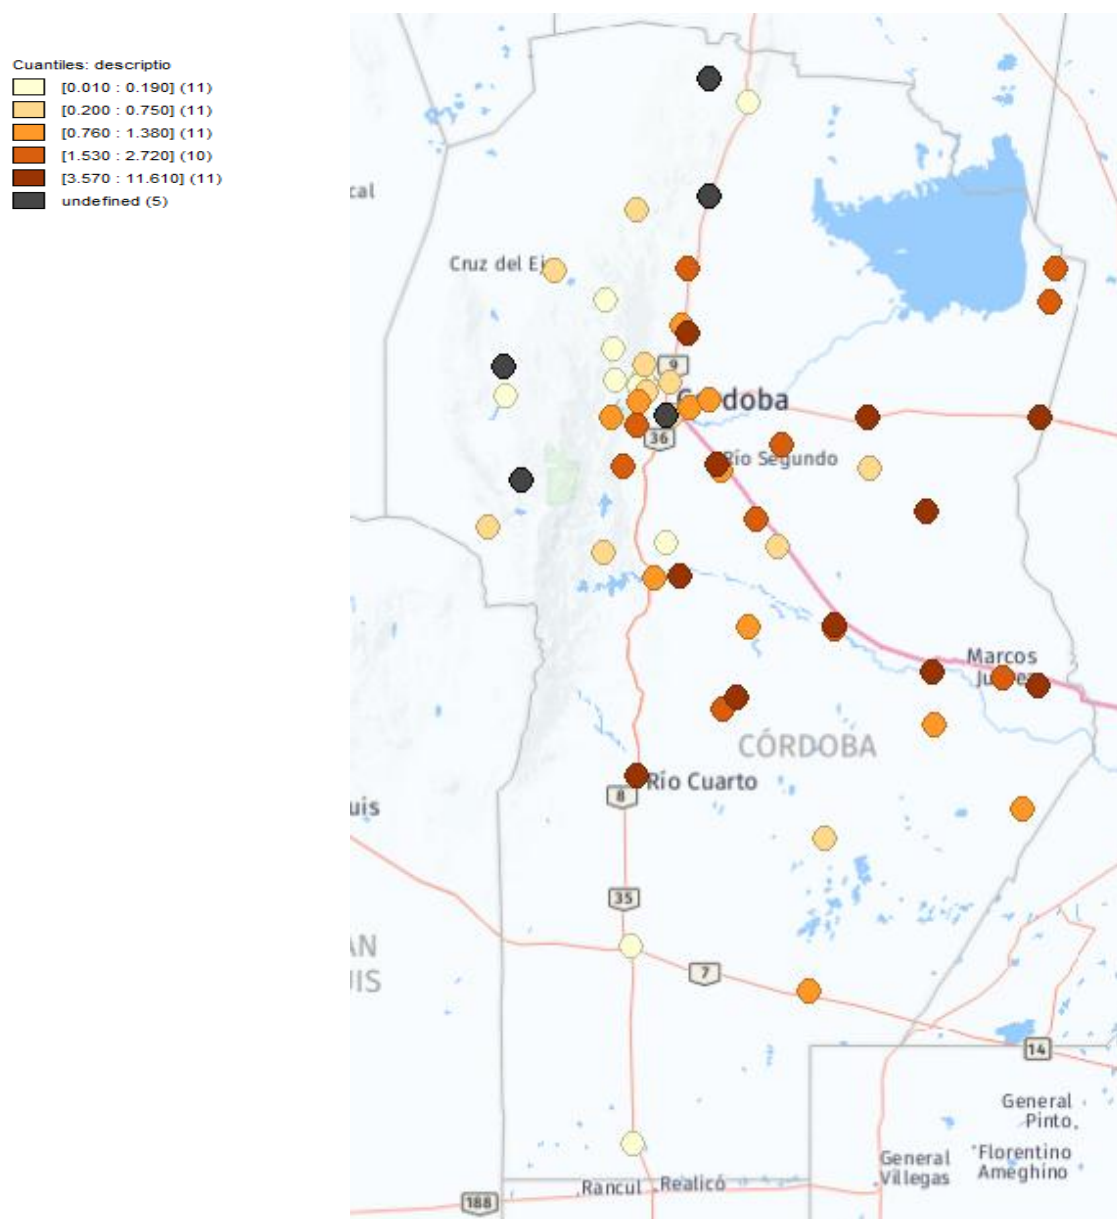 Cuantiles: descriptio
[0.010 : 0.190] (11)
[0.200 : 0.750] (11)
[0.760 : 1.380] (11)
[1.530 : 2.720] (10)
[3.570 : 11.610] (11)
undefined (5)
cal
Cruz del Ej
9
doba
36
Río Segundo
Marcos
CÓRDOBA
Río Cuarto
8
uis
35
AN
UIS
7
14
General
Pinto
General
Villegas
Florentino
Ameghino
Rancul
Realicó
188